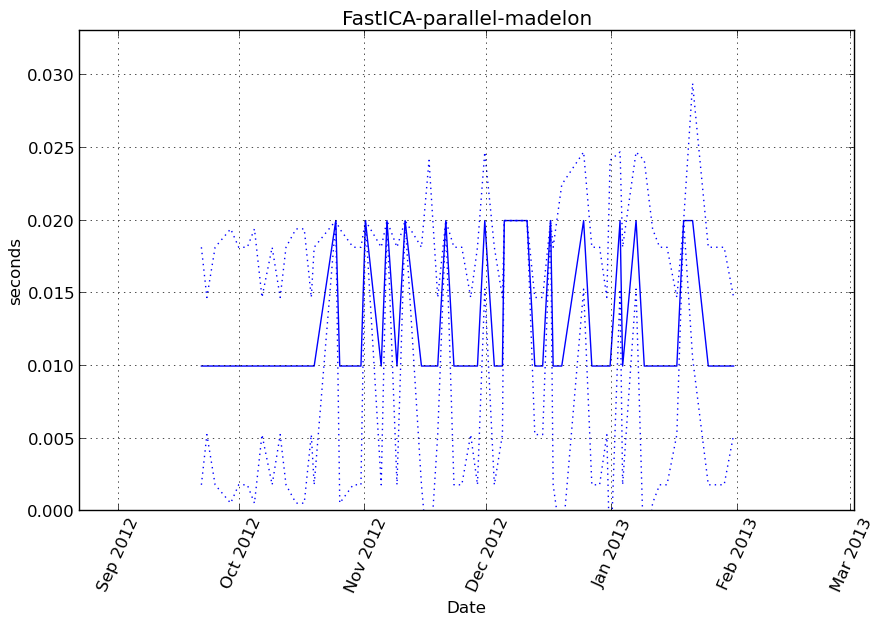 FastICA-parallel-madelon
0.030
0.025
0.020
0.015
0.010
0.005
0.000
seconds
Sep 2012
Oct 2012
Nov 2012
Dec 2012
Jan 2013
Feb 2013
Mar 2013
Date